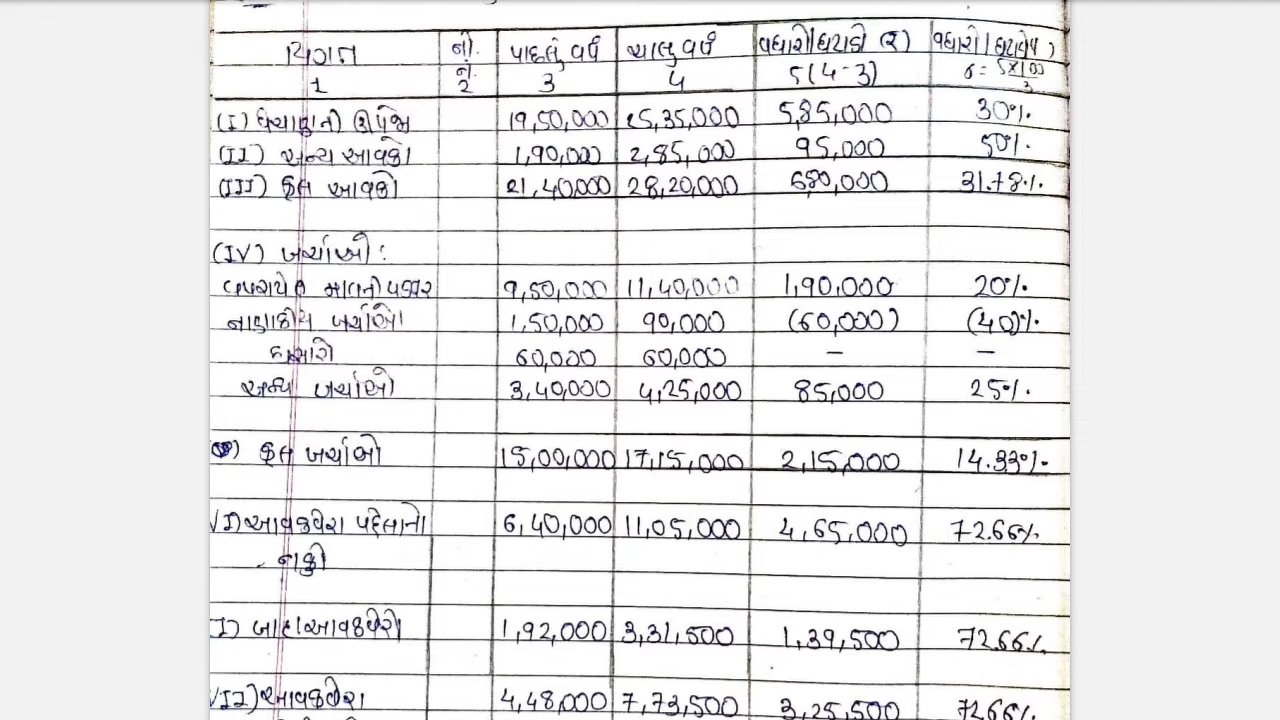 વિગત નો. પાછલું વર્ષ ચાલુ વર્ષ વધારો/ઘટાડો (₹) વધારો/ઘટાડો%
1 નં. 2 3 4 5(4-3) 6 = 5×100/3
(I) વેચાણની ઊપજ 19,50,000 25,35,000 5,85,000 30%
(II) અન્ય આવકો 1,90,000 2,85,000 95,000 50%
(III) કુલ આવકો 21,40,000 28,20,000 680,000 31.78%
(IV) ખર્ચાઓ :
વપરાયેલ માલની પડતર 9,50,000 11,40,000 1,90,000 20%
નાણાકીય ખર્ચાઓ 1,50,000 90,000 (60,000) (40)%
ઘસારો 60,000 60,000 – –
અન્ય ખર્ચાઓ 3,40,000 4,25,000 85,000 25%
કુલ ખર્ચાઓ 15,00,000 17,15,000 2,15,000 14.33%
VI) આવકવેરા પહેલાનો 6,40,000 11,05,000 4,65,000 72.66%
નફો
I) બાદ આવકવેરો 1,92,000 3,31,500 1,39,500 72.66%
VII) આવકવેરા 4,48,000 7,73,500 3,25,500 72.66%